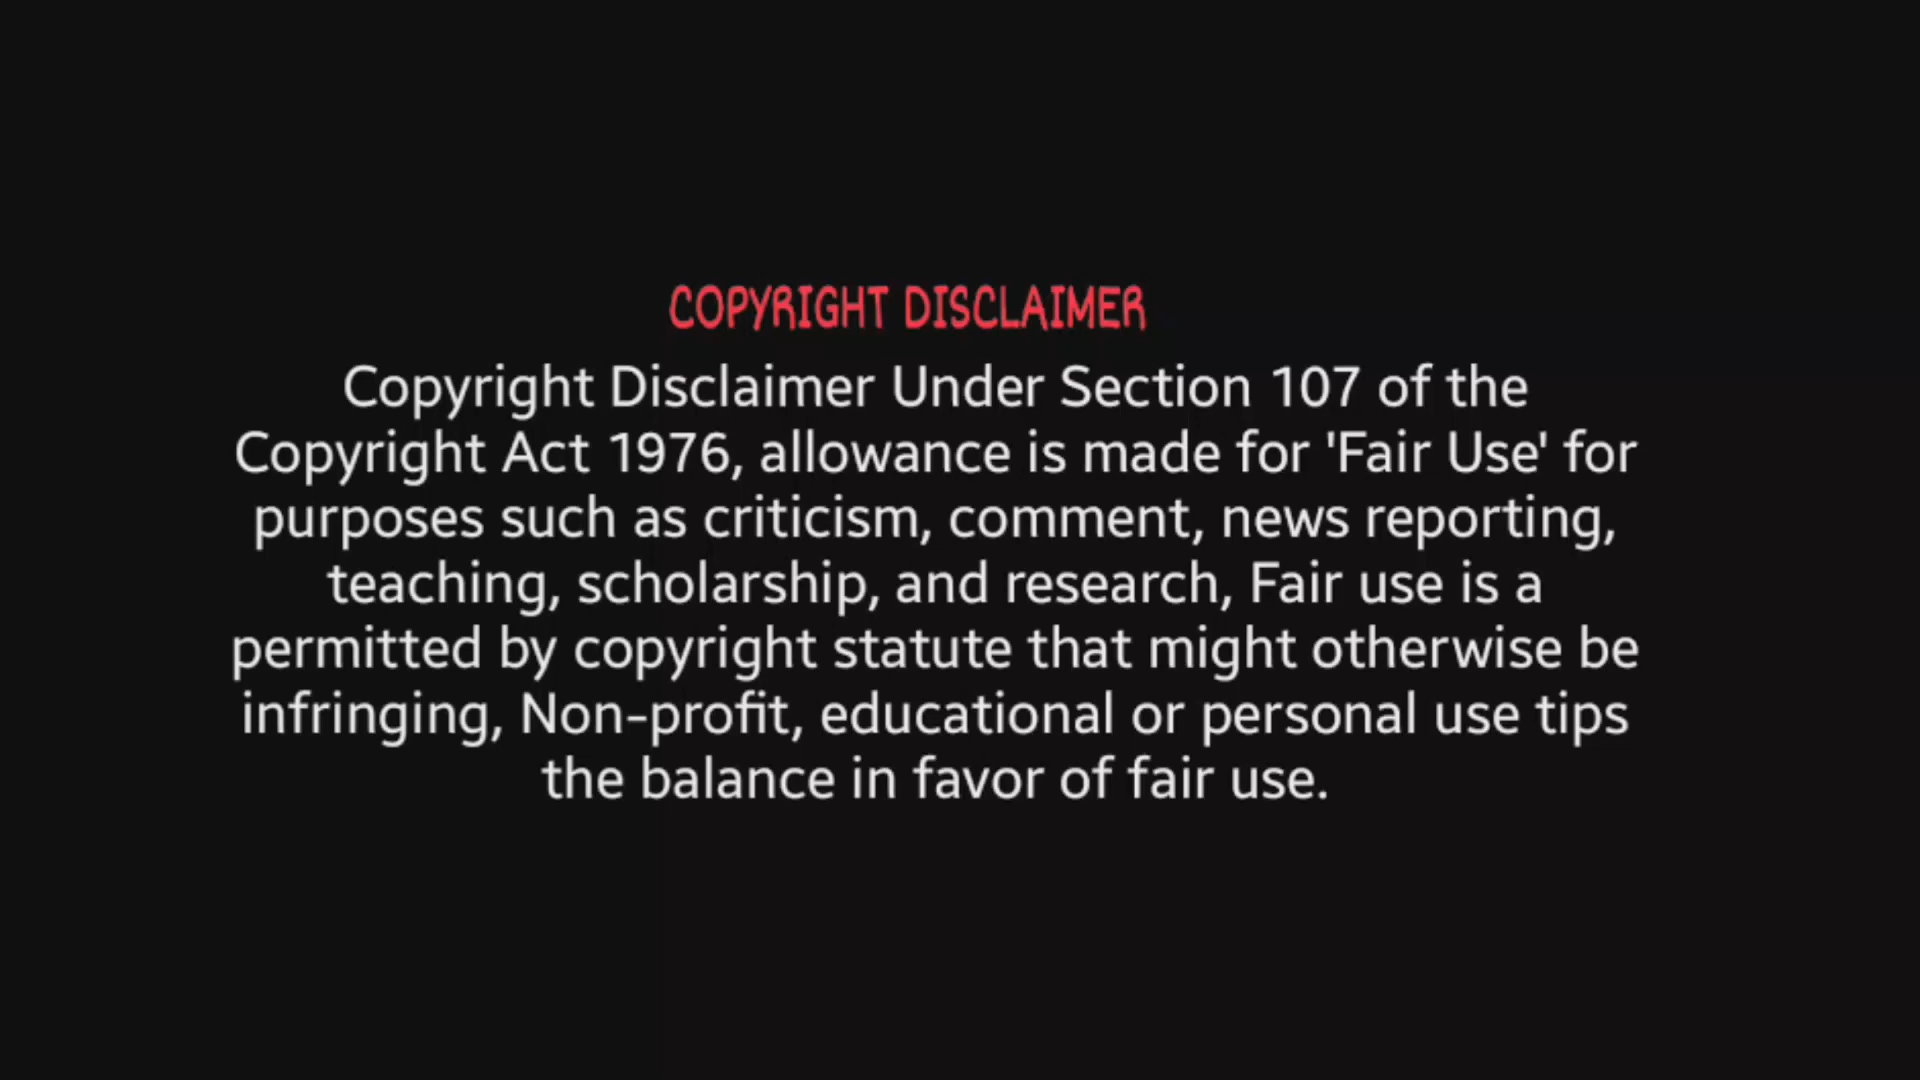 COPYRIGHT DISCLAIMER
Copyright Disclaimer Under Section 107 of the
Copyright Act 1976, allowance is made for 'Fair Use' for
purposes such as criticism, comment, news reporting,
teaching, scholarship, and research, Fair use is a
permitted by copyright statute that might otherwise be
infringing, Non-profit, educational or personal use tips
the balance in favor of fair use.